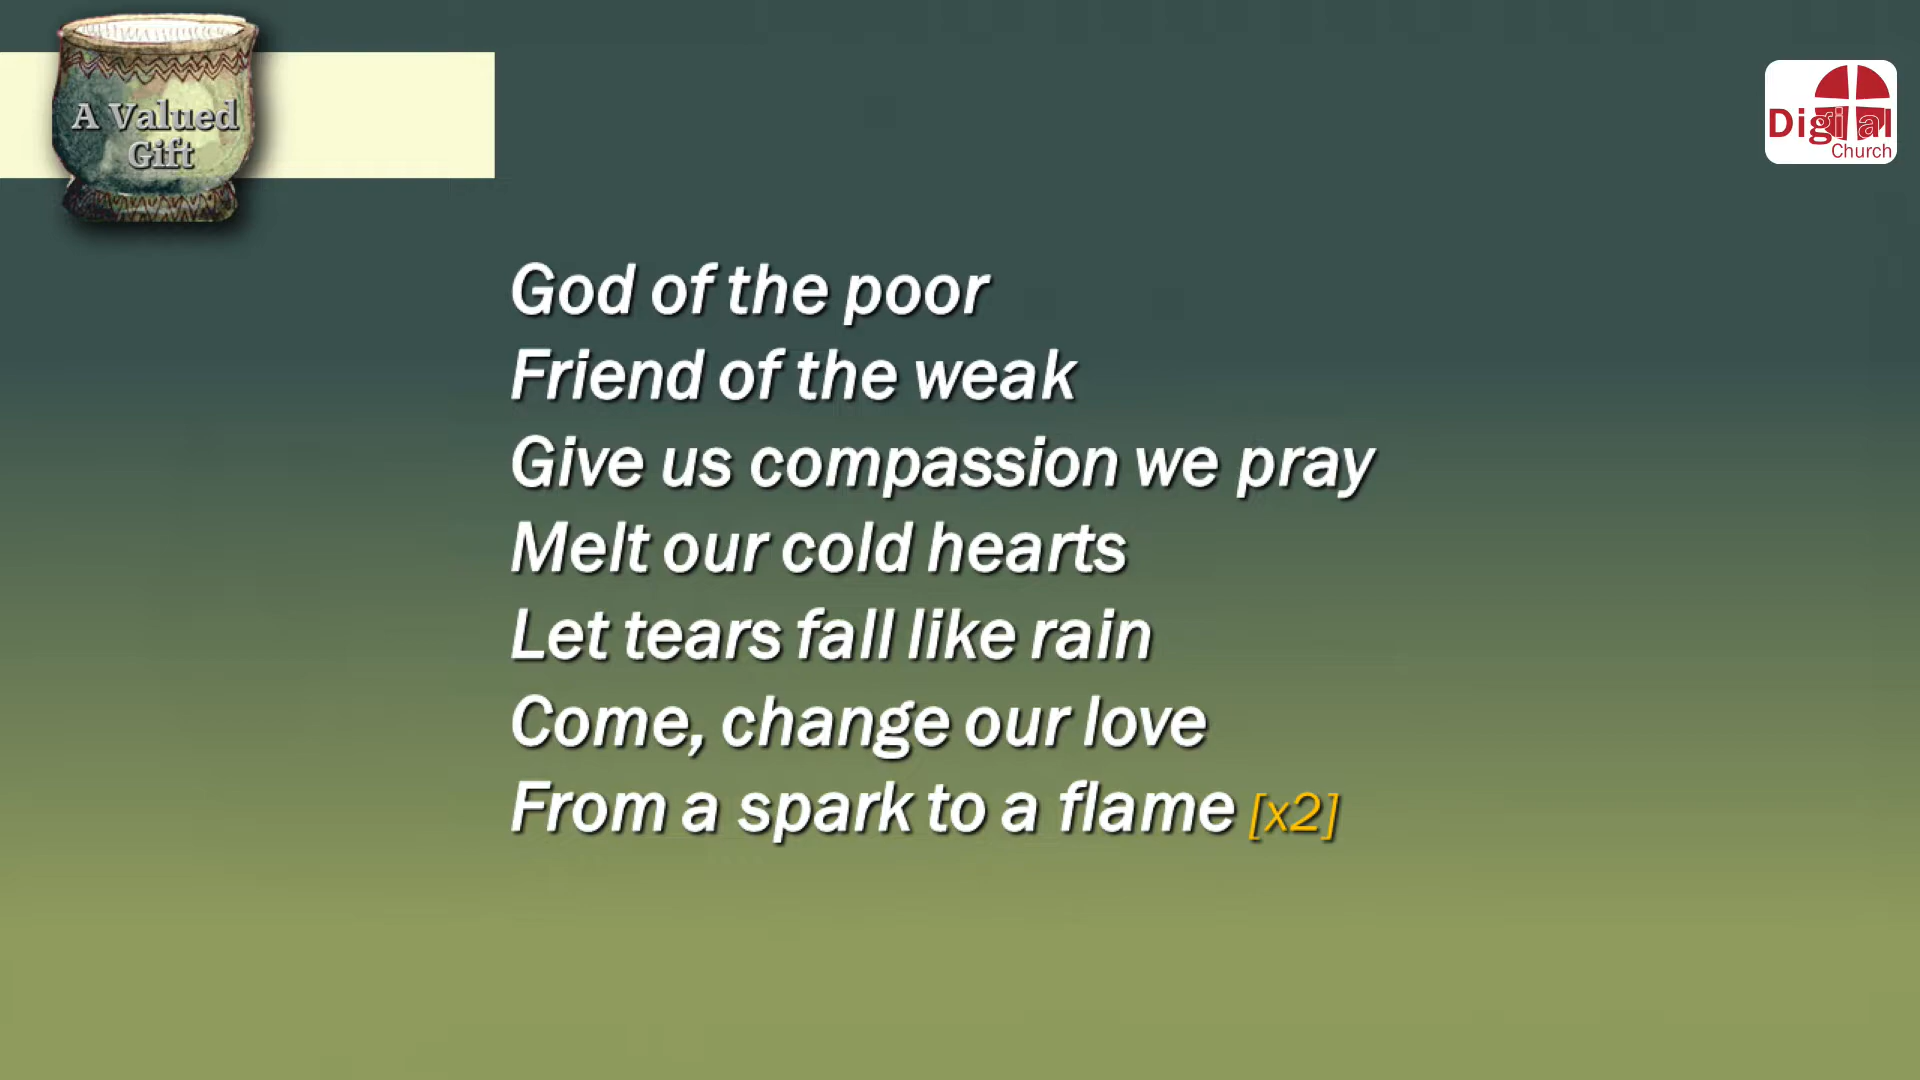 A Valued
Gift
Digital
Church
God of the poor
Friend of the weak
Give us compassion we pray
Melt our cold hearts
Let tears fall like rain
Come, change our love
From a spark to a flame [x2]